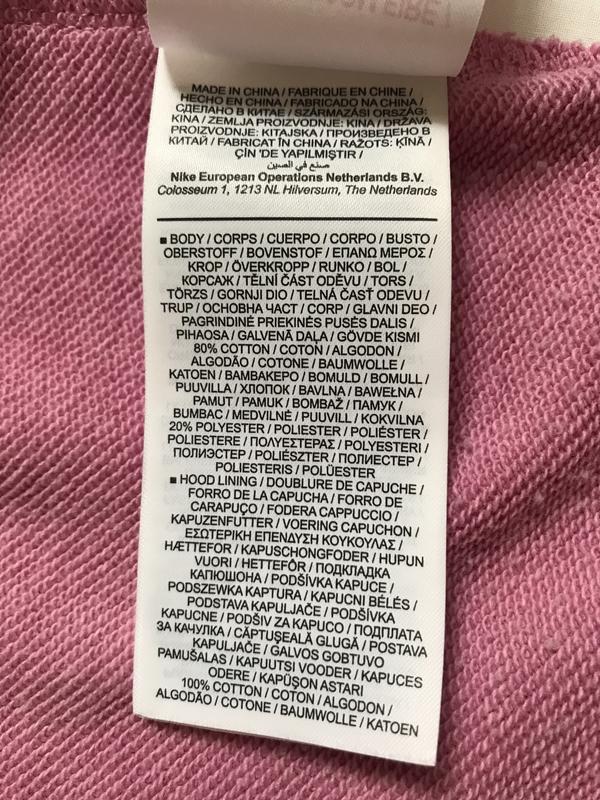 MADE IN CHINA / FABRIQUE EN CHINE /
HECHO EN CHINA / FABRICADO NA CHINA /
СДЕЛАНО В КИТАЕ / SZÁRMAZÁSI ORSZÁG:
KÍNA / ZEMLJA PROIZVODNJE: KINA / DRŽAVA
PROIZVODNJE: KITAJSKA / ПРОИЗВЕДЕНО В
КИТАЙ / FABRICAT ÎN CHINA / RAŽOTS: ĶĪNĀ /
ÇİN 'DE YAPILMIŞTIR /
صنع في الصين
Nike European Operations Netherlands B.V.
Colosseum 1, 1213 NL Hilversum, The Netherlands
■ BODY / CORPS / CUERPO / CORPO / BUSTO /
OBERSTOFF / BOVENSTOF / ΕΠΑΝΩ ΜΕΡΟΣ /
KROP / ÖVERKROPP / RUNKO / BOL /
КОРСАЖ / TĚLNÍ ČÁST ODĚVU / TORS /
TÖRZS / GORNJI DIO / TELNÁ ČASŤ ODEVU /
TRUP / ОСНОВНА ЧАСТ / CORP / GLAVNI DEO /
PAGRINDINĖ PRIEKINĖS PUSĖS DALIS /
PIHAOSA / GALVENĀ DAĻA / GÖVDE KISMI
80% COTTON / COTON / ALGODON /
ALGODÃO / COTONE / BAUMWOLLE /
KATOEN / ΒΑΜΒΑΚΕΡΟ / BOMULD / BOMULL /
PUUVILLA / ХЛОПОК / BAVLNA / BAWEŁNA /
PAMUT / PAMUK / BOMBAŽ / ПАМУК /
BUMBAC / MEDVILNĖ / PUUVILL / KOKVILNA
20% POLYESTER / POLIESTER / POLIÉSTER /
POLIESTERE / ΠΟΛΥΕΣΤΕΡΑΣ / POLYESTERI /
ПОЛИЭСТЕР / POLIÉSZTER / ПОЛИЕСТЕР /
POLIESTERIS / POLÜESTER
■ HOOD LINING / DOUBLURE DE CAPUCHE /
FORRO DE LA CAPUCHA / FORRO DE
CARAPUÇO / FODERA CAPPUCCIO /
KAPUZENFUTTER / VOERING CAPUCHON /
ΕΣΩΤΕΡΙΚΗ ΕΠΕΝΔΥΣΗ ΚΟΥΚΟΥΛΑΣ /
HÆTTEFOR / KAPUSCHONGFODER / HUPUN
VUORI / HETTEFÔR / ПОДКЛАДКА
КАПЮШОНА / PODŠÍVKA KAPUCE /
PODSZEWKA KAPTURA / KAPUCNI BÉLÉS /
PODSTAVA KAPULJAČE / PODŠÍVKA
KAPUCNE / PODŠIV ZA KAPUCO / ПОДПЛАТА
ЗА КАЧУЛКА / CĂPTUŞEALĂ GLUGĂ / POSTAVA
KAPULJAČE / GALVOS GOBTUVO
PAMUŠALAS / KAPUUTSI VOODER / KAPUCES
ODERE / KAPÜŞON ASTARI
100% COTTON / COTON / ALGODON /
ALGODÃO / COTONE / BAUMWOLLE / KATOEN